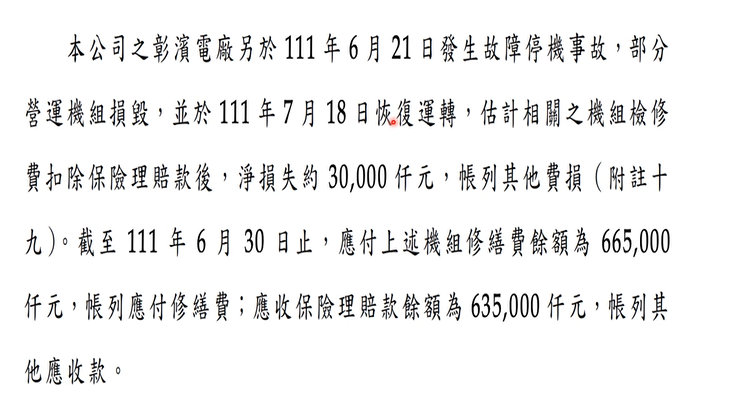 本公司之彰濱電廠另於 111 年 6 月 21 日發生故障停機事故，部分
營運機組損毀，並於 111 年 7 月 18 日恢復運轉，估計相關之機組檢修
費扣除保險理賠款後，淨損失約 30,000 仟元，帳列其他費損（附註十
九）。截至 111 年 6 月 30 日止，應付上述機組修繕費餘額為 665,000
仟元，帳列應付修繕費；應收保險理賠款餘額為 635,000 仟元，帳列其
他應收款。